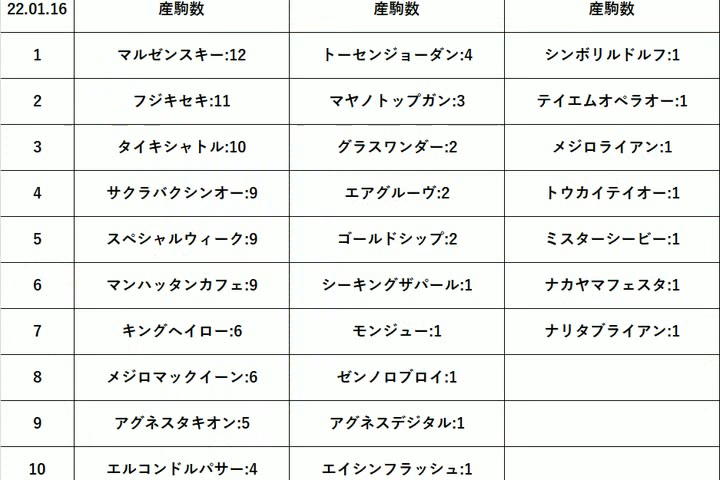 22.01.16 産駒数 産駒数 産駒数
1 マルゼンスキー:12 トーセンジョーダン:4 シンボリルドルフ:1
2 フジキセキ:11 マヤノトップガン:3 テイエムオペラオー:1
3 タイキシャトル:10 グラスワンダー:2 メジロライアン:1
4 サクラバクシンオー:9 エアグルーヴ:2 トウカイテイオー:1
5 スペシャルウィーク:9 ゴールドシップ:2 ミスターシービー:1
6 マンハッタンカフェ:9 シーキングザパール:1 ナカヤマフェスタ:1
7 キングヘイロー:6 モンジュー:1 ナリタブライアン:1
8 メジロマックイーン:6 ゼンノロブロイ:1
9 アグネスタキオン:5 アグネスデジタル:1
10 エルコンドルパサー:4 エイシンフラッシュ:1